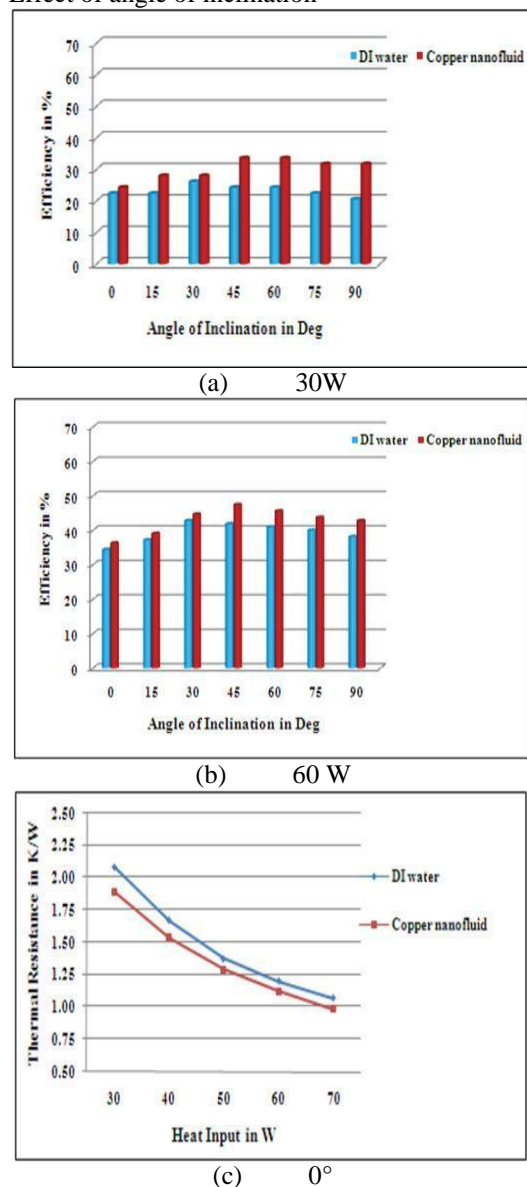 Effect of angle of inclination
70
60
50
40
30
20
10
0
Efficiency in %
DI water Copper nanofluid
0 15 30 45 60 75 90
Angle of Inclination in Deg
(a) 30W
70
60
50
40
30
20
10
0
Efficiency in %
DI water Copper nanofluid
0 15 30 45 60 75 90
Angle of Inclination in Deg
(b) 60 W
2.50
2.25
2.00
1.75
1.50
1.25
1.00
0.75
0.50
Thermal Resistance in K/W
DI water
Copper nanofluid
30 40 50 60 70
Heat Input in W
(c) 0°